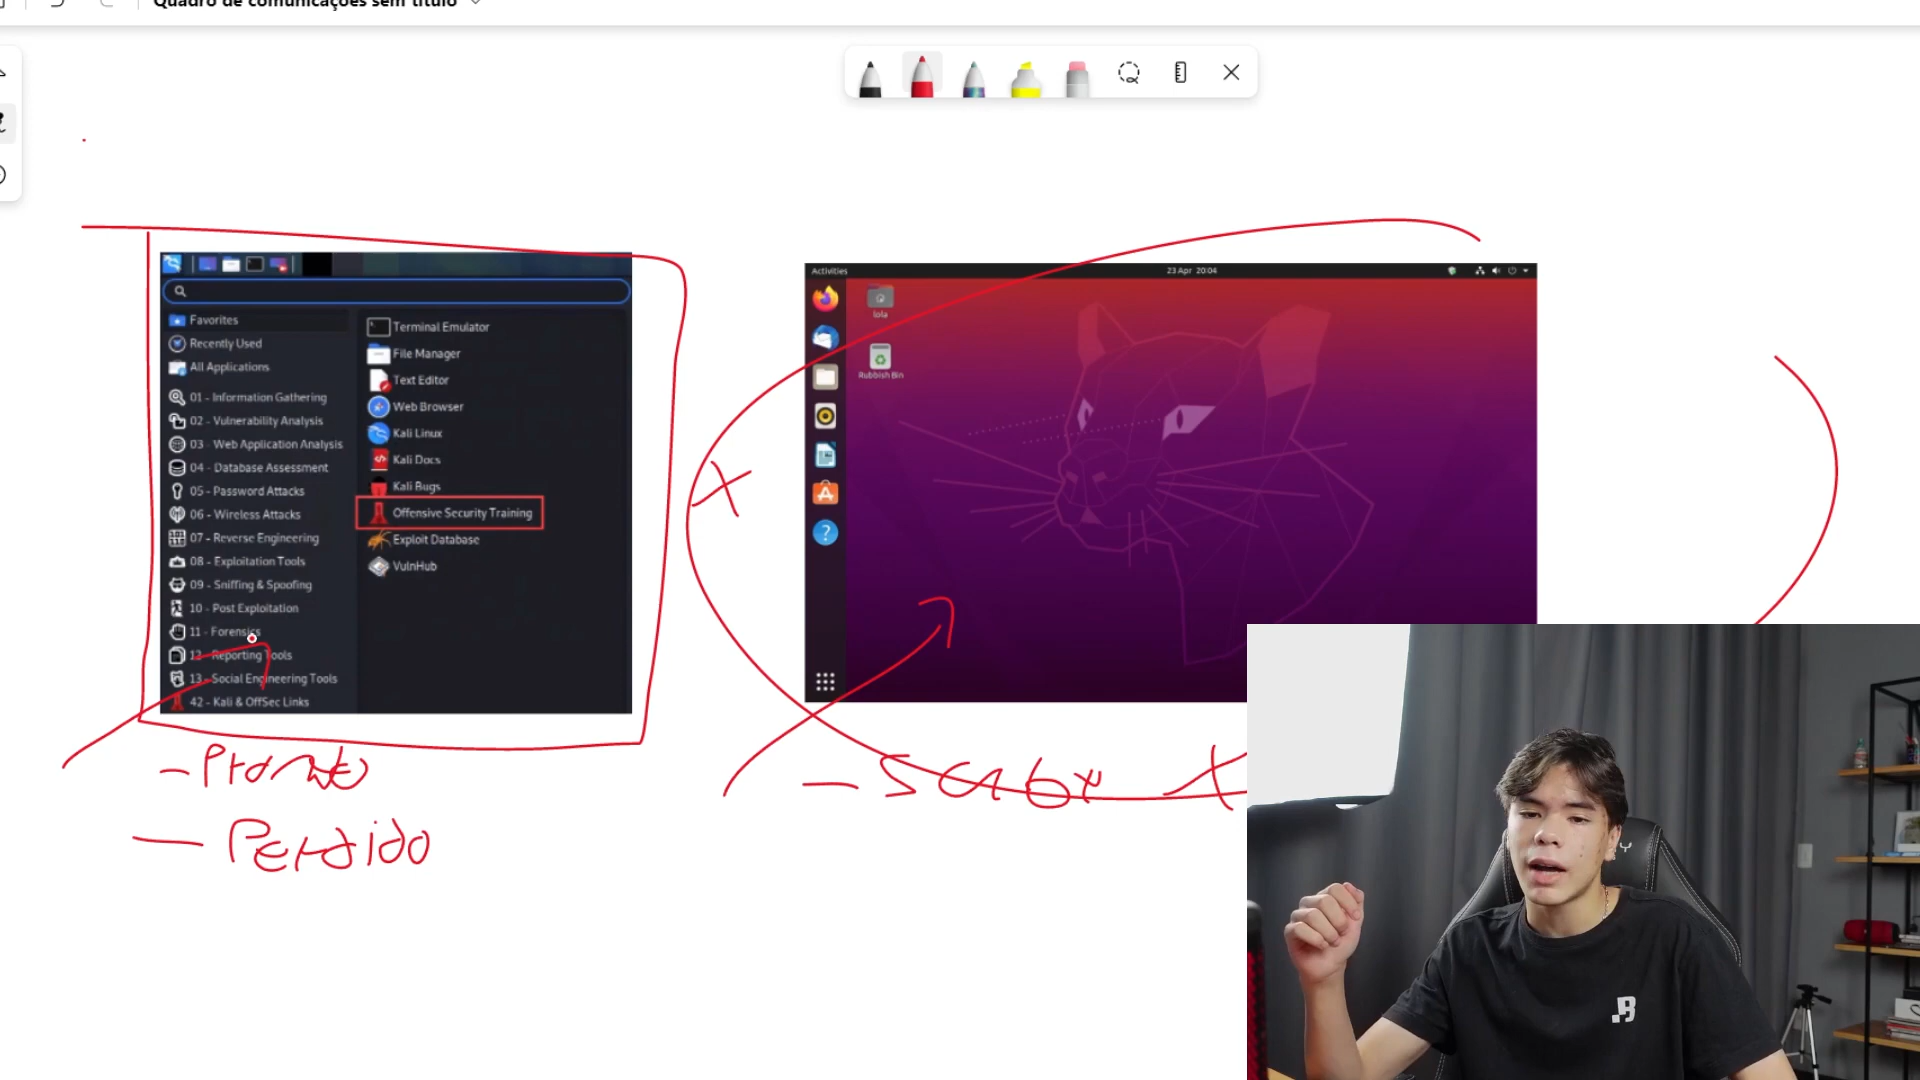 Quadro de comunicações sem título
Favorites
Recently Used
All Applications
01 - Information Gathering
02 - Vulnerability Analysis
03 - Web Application Analysis
04 - Database Assessment
05 - Password Attacks
06 - Wireless Attacks
07 - Reverse Engineering
08 - Exploitation Tools
09 - Sniffing & Spoofing
10 - Post Exploitation
11 - Forensics
12 - Reporting Tools
13 - Social Engineering Tools
42 - Kali & OffSec Links
Terminal Emulator
File Manager
Text Editor
Web Browser
Kali Linux
Kali Docs
Kali Bugs
Offensive Security Training
Exploit Database
VulnHub
Activities
23 Apr 20:04
lola
Rubbish Bin
- Pronto
- Perdido